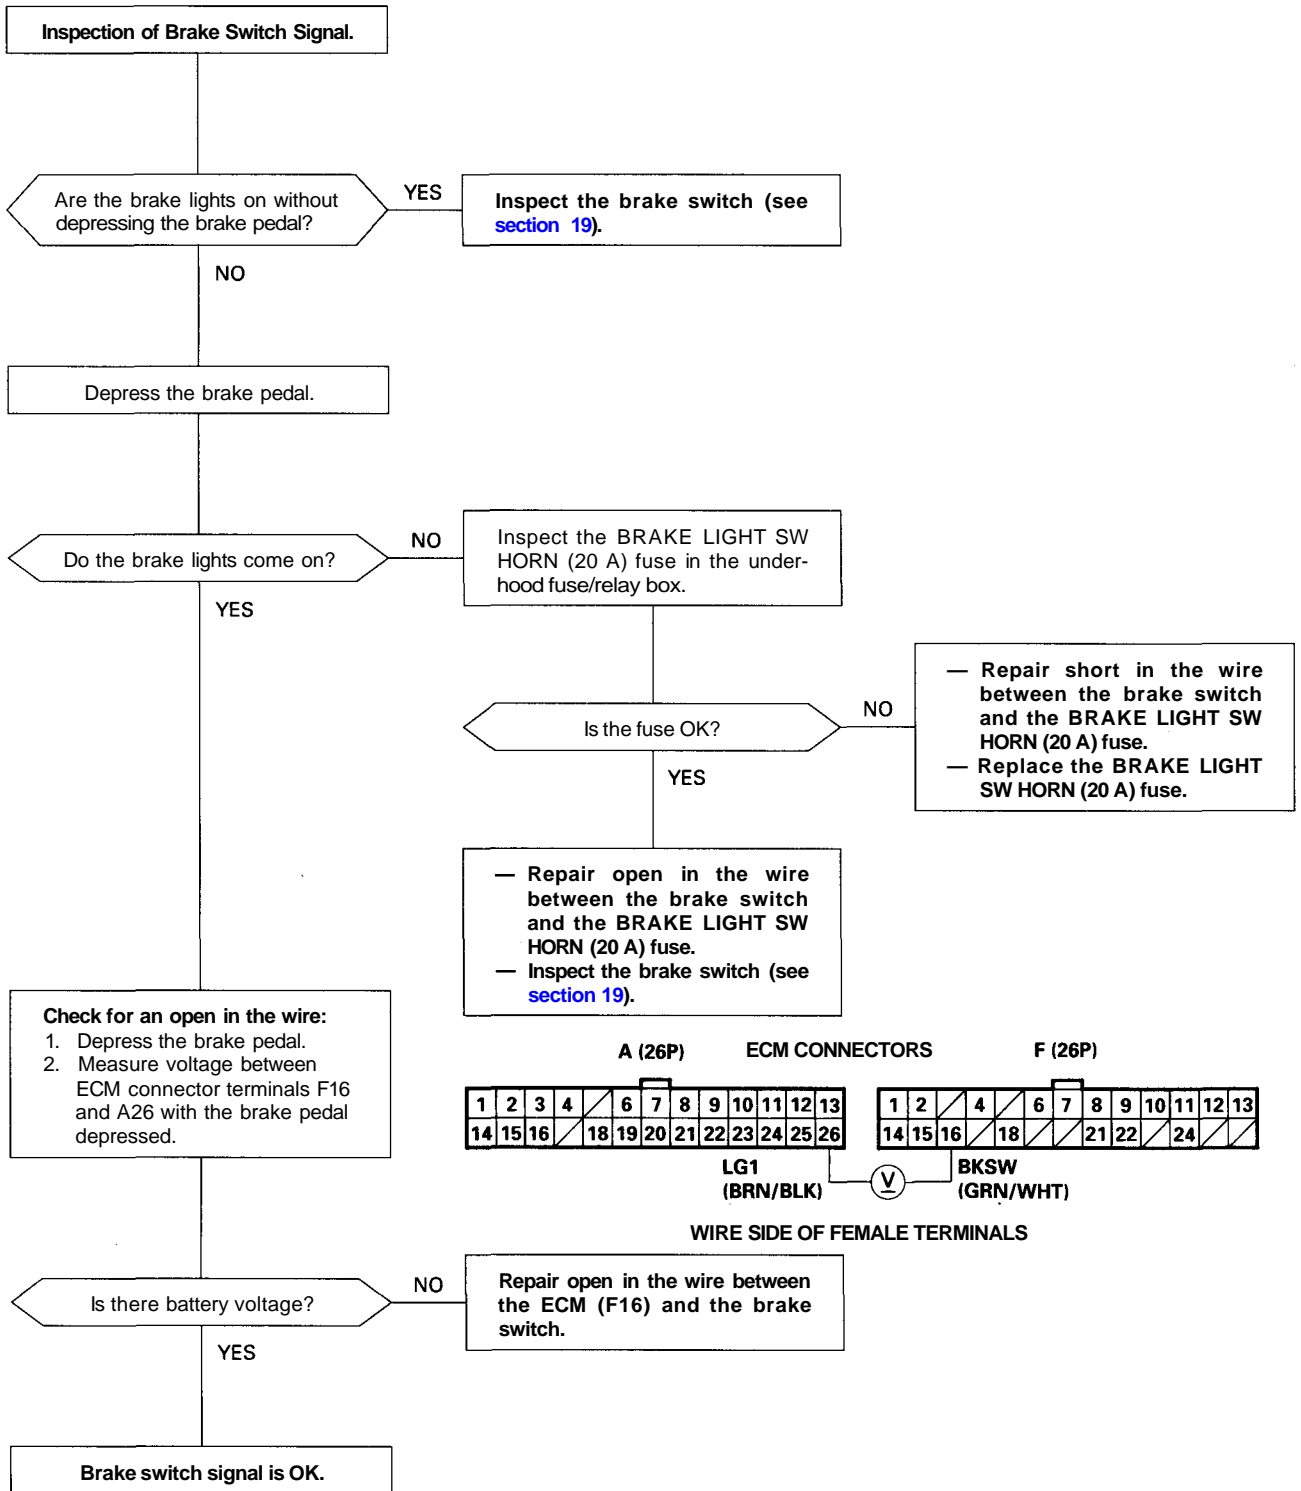 Inspection of Brake Switch Signal.
Are the brake lights on without
depressing the brake pedal?
YES
Inspect the brake switch (see
section 19).
NO
Depress the brake pedal.
Do the brake lights come on?
NO
Inspect the BRAKE LIGHT SW
HORN (20 A) fuse in the under-
hood fuse/relay box.
YES
Is the fuse OK?
NO
— Repair short in the wire
between the brake switch
and the BRAKE LIGHT SW
HORN (20 A) fuse.
— Replace the BRAKE LIGHT
SW HORN (20 A) fuse.
YES
— Repair open in the wire
between the brake switch
and the BRAKE LIGHT SW
HORN (20 A) fuse.
— Inspect the brake switch (see
section 19).
Check for an open in the wire:
1. Depress the brake pedal.
2. Measure voltage between
ECM connector terminals F16
and A26 with the brake pedal
depressed.
A (26P) ECM CONNECTORS F (26P)
1 2 3 4 6 7 8 9 10 11 12 13
14 15 16 18 19 20 21 22 23 24 25 26
1 2 4 6 7 8 9 10 11 12 13
14 15 16 18 21 22 24
LG1
(BRN/BLK)
V
BKSW
(GRN/WHT)
WIRE SIDE OF FEMALE TERMINALS
Is there battery voltage?
NO
Repair open in the wire between
the ECM (F16) and the brake
switch.
YES
Brake switch signal is OK.